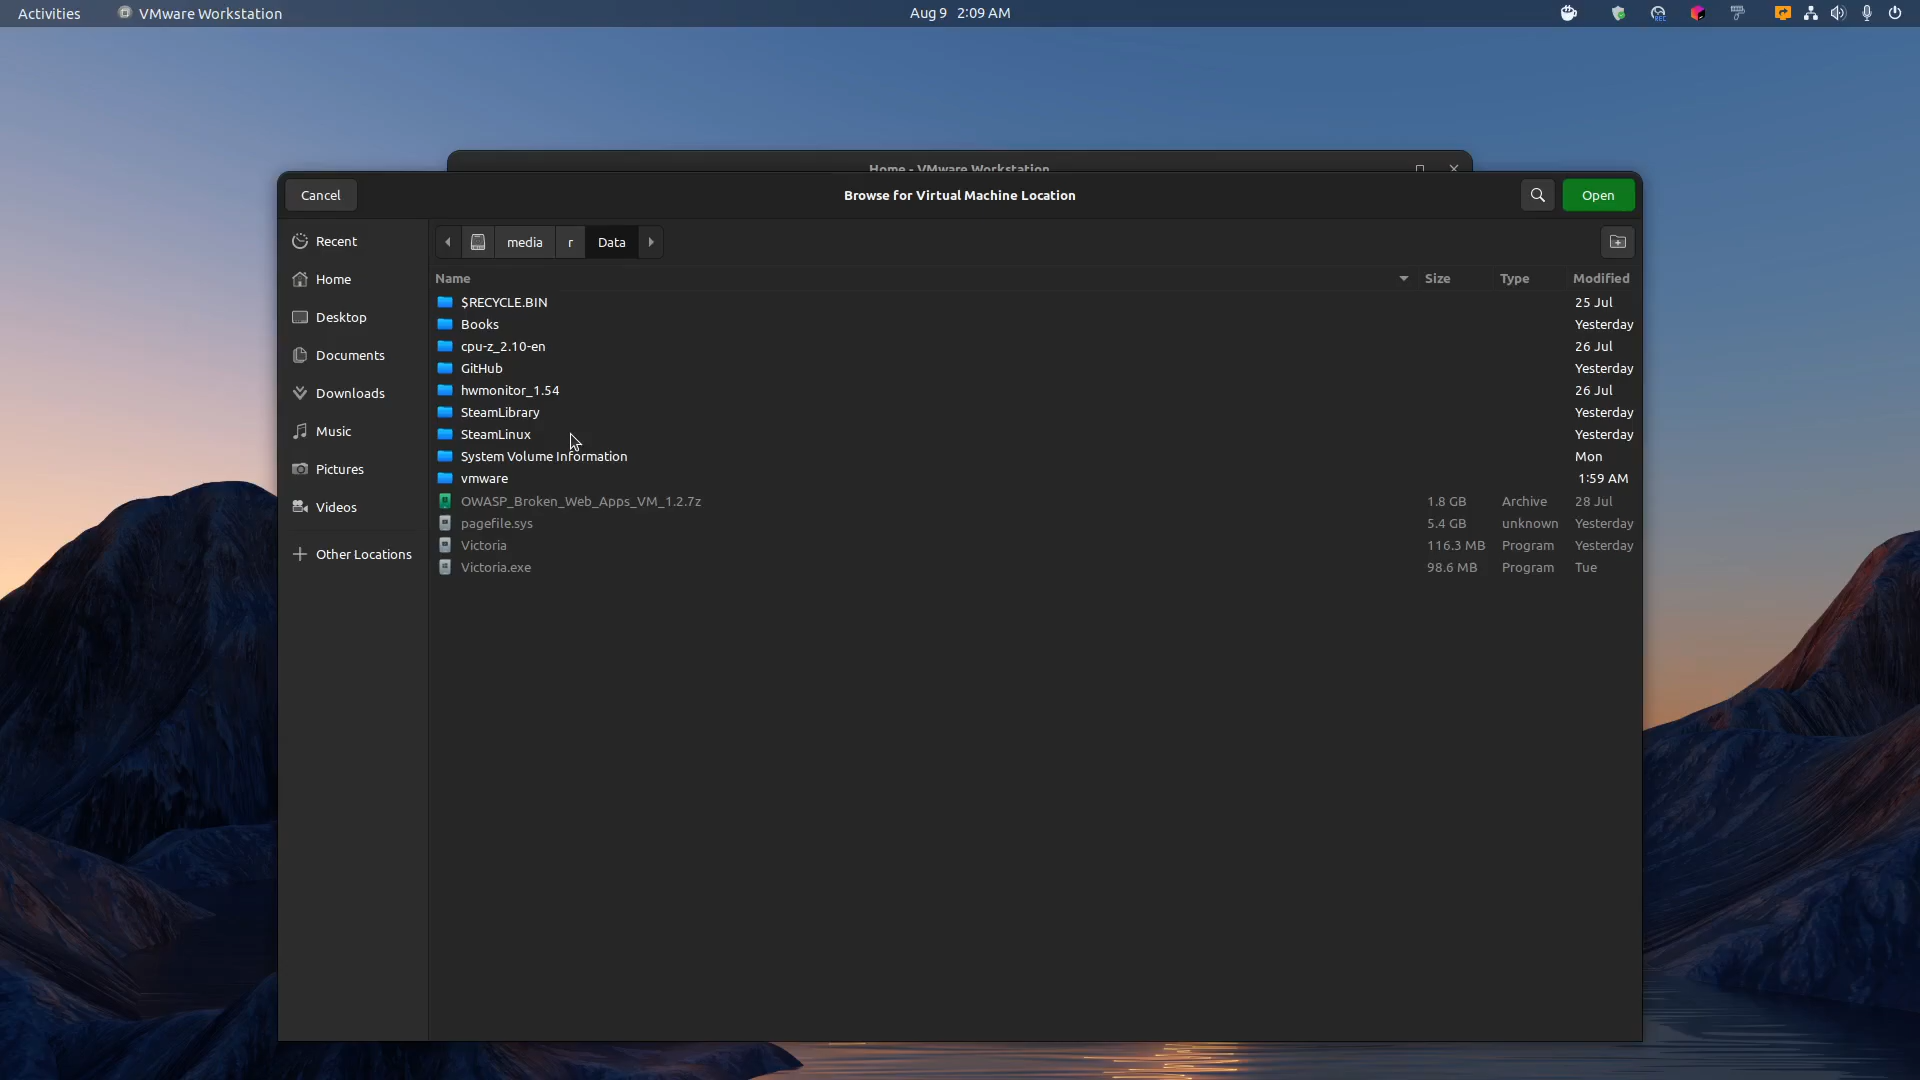 Activities VMware Workstation Aug 9 2:09 AM REC
Home - VMware Workstation
Cancel Browse for Virtual Machine Location Open
Recent
Home
Desktop
Documents
Downloads
Music
Pictures
Videos
Other Locations
media r Data
Name Size Type Modified
$RECYCLE.BIN 25 Jul
Books Yesterday
cpu-z_2.10-en 26 Jul
GitHub Yesterday
hwmonitor_1.54 26 Jul
SteamLibrary Yesterday
SteamLinux Yesterday
System Volume Information Mon
vmware 1:59 AM
OWASP_Broken_Web_Apps_VM_1.2.7z 1.8 GB Archive 28 Jul
pagefile.sys 5.4 GB unknown Yesterday
Victoria 116.3 MB Program Yesterday
Victoria.exe 98.6 MB Program Tue